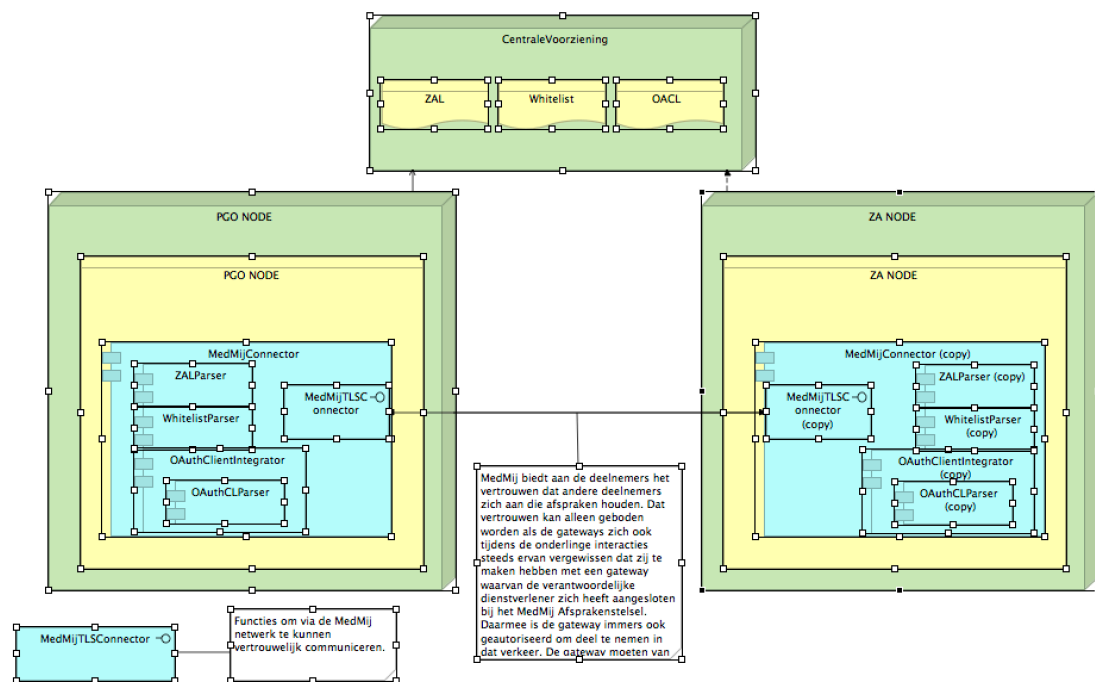 CentraleVoorziening
ZAL
Whitelist
OACL
PGO NODE
PGO NODE
MedMijConnector
ZALParser
WhitelistParser
OAuthClientIntegrator
OAuthCLParser
MedMijTLSC
onnector
ZA NODE
ZA NODE
MedMijConnector (copy)
MedMijTLSC
onnector
(copy)
ZALParser (copy)
WhitelistParser
(copy)
OAuthClientIntegrator
(copy)
OAuthCLParser
(copy)
MedMij biedt aan de deelnemers het
vertrouwen dat andere deelnemers
zich aan die afspraken houden. Dat
vertrouwen kan alleen geboden
worden als de gateways zich ook
tijdens de onderlinge interacties
steeds ervan vergewissen dat zij te
maken hebben met een gateway
waarvan de verantwoordelijke
dienstverlener zich heeft aangesloten
bij het MedMij Afsprakenstelsel.
Daarmee is de gateway immers ook
geautoriseerd om deel te nemen in
dat verkeer. De gateway moeten van
MedMijTLSConnector
Functies om via de MedMij
netwerk te kunnen
vertrouwelijk communiceren.